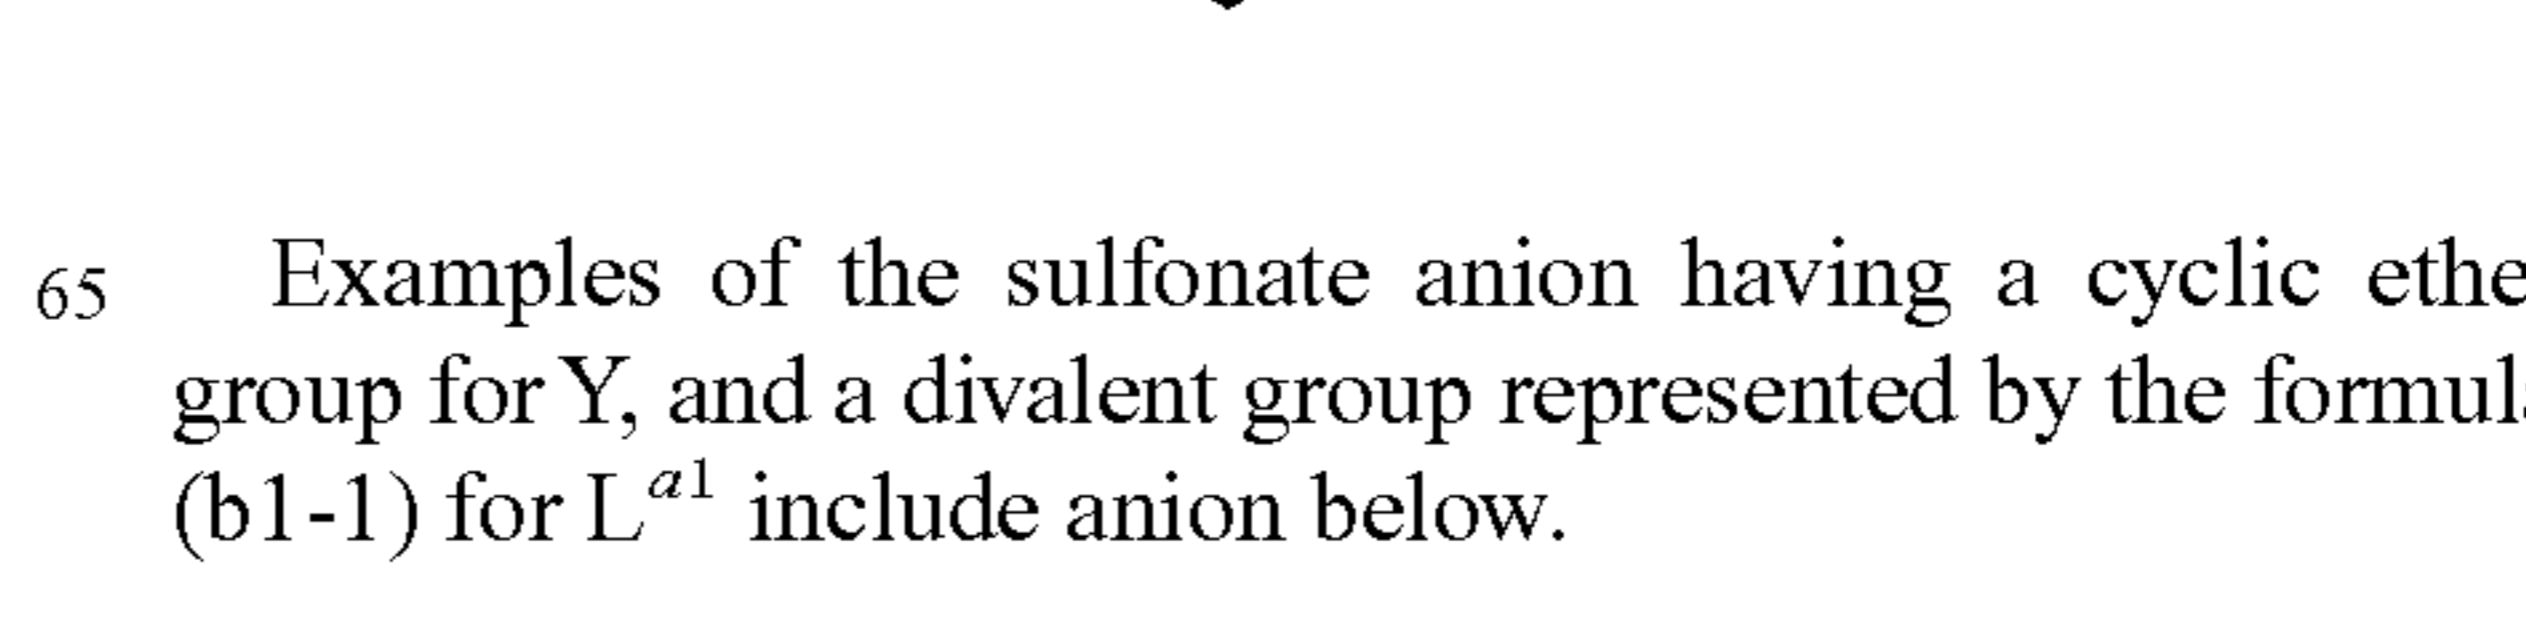 65 Examples of the sulfonate anion having a cyclic ethe
group for Y, and a divalent group represented by the formul
(b1-1) for L^a1 include anion below.